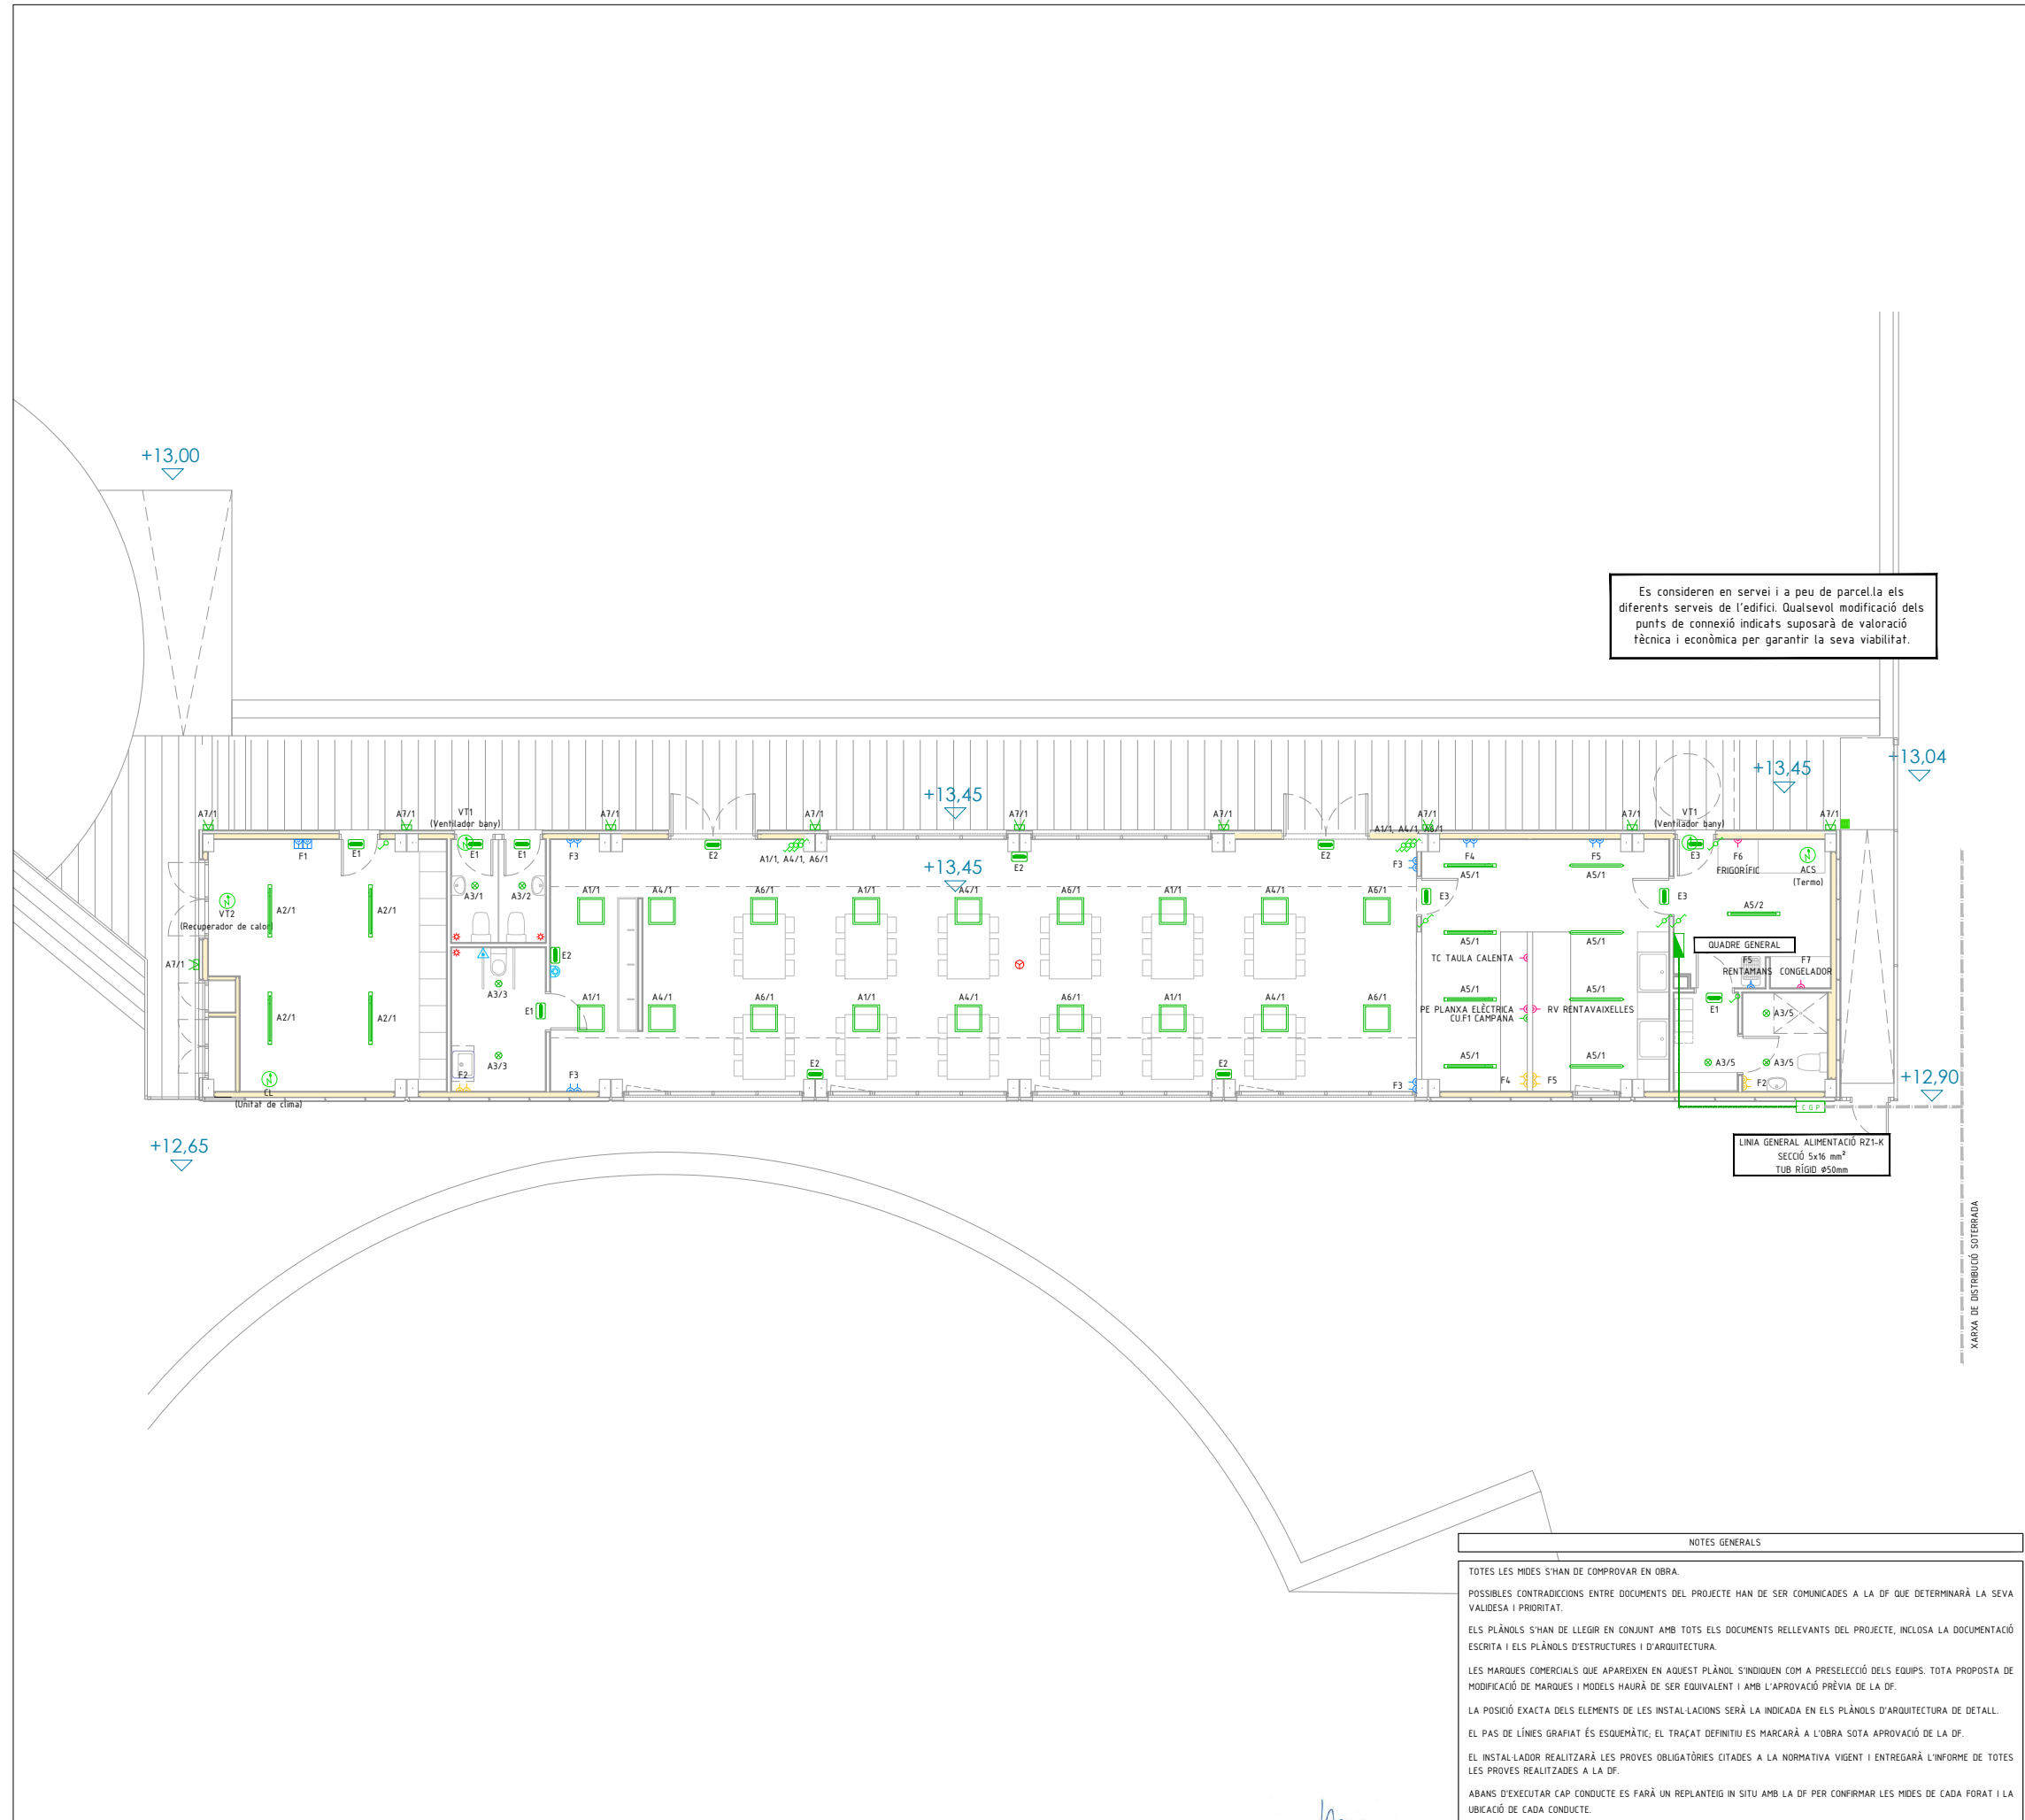 +13,00
Es consideren en servei i a peu de parcel.la els
diferents serveis de l'edifici. Qualsevol modificació dels
punts de connexió indicats suposarà de valoració
tècnica i econòmica per garantir la seva viabilitat.
+13,04
+13,45
+13,45
A7/1
A7/1
VT1
(Ventilador bany)
A7/1
A7/1
A7/1
A7/1
A7/1
A7/1
VT1
(Ventilador bany)
A7/1
A1/1, A4/1, A6/1
F1
E1
E1
E1
F3
E2
A1/1, A4/1, A6/1
E2
+13,45
E2
F3
F4
F5
E3
F6
FRIGORÍFIC
ACS
(Termo)
A5/1
A5/1
A3/1
A3/2
A1/1
A4/1
A6/1
A1/1
A4/1
A6/1
A1/1
A4/1
A6/1
E3
E3
A5/2
VT2
(Recuperador de calor)
A2/1
A2/1
A5/1
A5/1
QUADRE GENERAL
A7/1
E2
TC TAULA CALENTA
F5
RENTAMANS
F7
CONGELADOR
A3/3
A5/1
A5/1
A2/1
A2/1
E1
A1/1
A4/1
A6/1
A1/1
A4/1
A6/1
A1/1
A4/1
A6/1
PE PLANXA ELÈCTRICA
CU.F1 CAMPANA
RV RENTAVAIXELLES
E1
A3/5
A3/3
A5/1
A5/1
A3/5
A3/5
CL
(Unitat de clima)
F2
F3
E2
E2
F3
F4
F5
F2
+12,90
C G P
+12,65
LINIA GENERAL ALIMENTACIÓ RZ1-K
SECCIÓ 5x16 mm²
TUB RÍGID Ø50mm
XARXA DE DISTRIBUCIÓ SOTERRADA
NOTES GENERALS
TOTES LES MIDES S'HAN DE COMPROVAR EN OBRA.
POSSIBLES CONTRADICCIONS ENTRE DOCUMENTS DEL PROJECTE HAN DE SER COMUNICADES A LA DF QUE DETERMINARÀ LA SEVA
VALIDESA I PRIORITAT.
ELS PLÀNOLS S'HAN DE LLEGIR EN CONJUNT AMB TOTS ELS DOCUMENTS RELLEVANTS DEL PROJECTE, INCLOSA LA DOCUMENTACIÓ
ESCRITA I ELS PLÀNOLS D'ESTRUCTURES I D'ARQUITECTURA.
LES MARQUES COMERCIALS QUE APAREIXEN EN AQUEST PLÀNOL S'INDIQUEN COM A PRESELECCIÓ DELS EQUIPS. TOTA PROPOSTA DE
MODIFICACIÓ DE MARQUES I MODELS HAURÀ DE SER EQUIVALENT I AMB L'APROVACIÓ PRÈVIA DE LA DF.
LA POSICIÓ EXACTA DELS ELEMENTS DE LES INSTAL·LACIONS SERÀ LA INDICADA EN ELS PLÀNOLS D'ARQUITECTURA DE DETALL.
EL PAS DE LÍNIES GRAFIAT ÉS ESQUEMÀTIC; EL TRAÇAT DEFINITIU ES MARCARÀ A L'OBRA SOTA APROVACIÓ DE LA DF.
EL INSTAL·LADOR REALITZARÀ LES PROVES OBLIGATÒRIES CITADES A LA NORMATIVA VIGENT I ENTREGARÀ L'INFORME DE TOTES
LES PROVES REALITZADES A LA DF.
ABANS D'EXECUTAR CAP CONDUCTE ES FARÀ UN REPLANTEIG IN SITU AMB LA DF PER CONFIRMAR LES MIDES DE CADA FORAT I LA
UBICACIÓ DE CADA CONDUCTE.